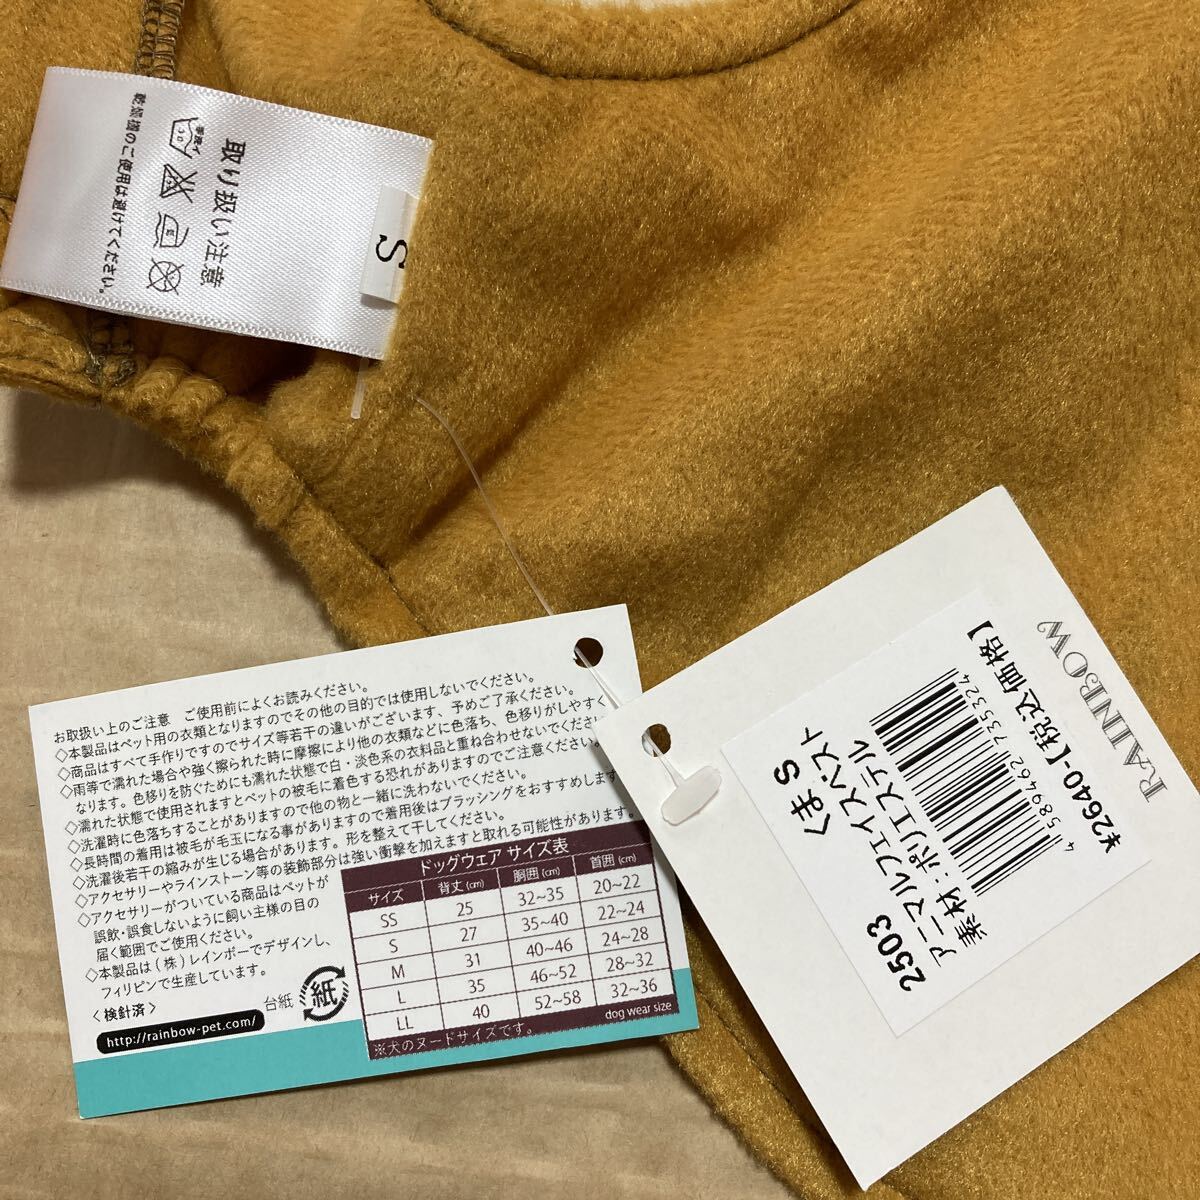 取り扱い注意
手洗イ
30
乾燥機のご使用は避けてください。
S
お取扱い上のご注意 ご使用前によくお読みください。
◇本製品はペット用の衣類となりますのでその他の目的では使用しないでください。
◇商品はすべて手作りですのでサイズ等若干の違いがございます、予めご了承ください。
◇雨等で濡れた場合や強く擦られた時に摩擦により他の衣類などに色落ち、色移りがしやすく
なります。色移りを防ぐためにも濡れた状態で白・淡色系の衣料品と重ね合わせないでください
◇濡れた状態で使用されますとペットの被毛に着色する恐れがありますのでご注意ください。
◇洗濯時に色落ちすることがありますので他の物と一緒に洗わないでください。
◇長時間の着用は被毛が毛玉になる事がありますので着用後はブラッシングをおすすめします
◇洗濯後若干の縮みが生じる場合があります。形を整えて干してください。
◇アクセサリーやラインストーン等の装飾部分は強い衝撃を加えますと取れる可能性があります。
◇アクセサリーがついている商品はペットが
誤飲・誤食しないように飼い主様の目の
届く範囲でご使用ください。
◇本製品は(株)レインボーでデザインし、
フィリピンで生産しています。
<検針済>
台紙 紙
http://rainbow-pet.com/
ドッグウェア サイズ表
サイズ 背丈(cm) 胴囲(cm) 首囲(cm)
SS 25 32~35 20~22
S 27 35~40 22~24
M 31 40~46 24~28
L 35 46~52 28~32
LL 40 52~58 32~36
※犬のヌードサイズです。 dog wear size
RAINBOW
2503 くまS
アニマルフェイスベスト
素材:ポリエステル
4 589462 735324
¥2640-【税込価格】